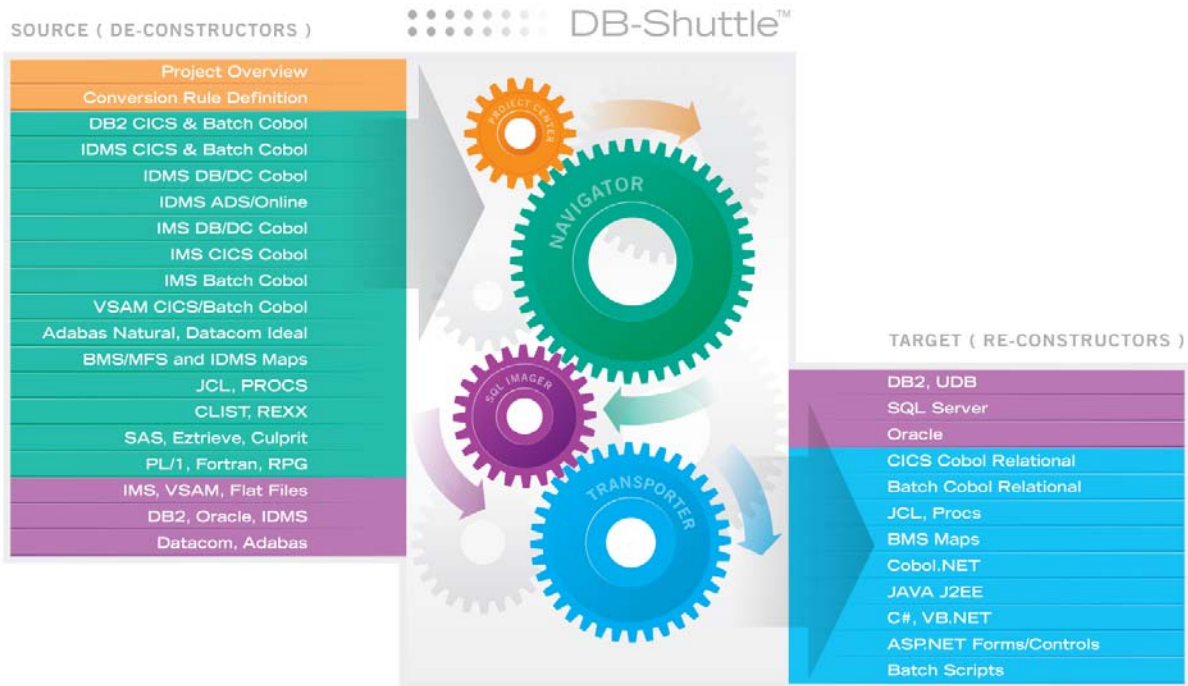 DB-Shuttle™
SOURCE ( DE-CONSTRUCTORS )
Project Overview
Conversion Rule Definition
DB2 CICS & Batch Cobol
IDMS CICS & Batch Cobol
IDMS DB/DC Cobol
IDMS ADS/Online
IMS DB/DC Cobol
IMS CICS Cobol
IMS Batch Cobol
VSAM CICS/Batch Cobol
Adabas Natural, Datacom Ideal
BMS/MFS and IDMS Maps
JCL, PROCS
CLIST, REXX
SAS, Eztrieve, Culprit
PL/1, Fortran, RPG
IMS, VSAM, Flat Files
DB2, Oracle, IDMS
Datacom, Adabas
PROJECT CENTER
NAVIGATOR
SQL IMAGER
TRANSPORTER
TARGET ( RE-CONSTRUCTORS )
DB2, UDB
SQL Server
Oracle
CICS Cobol Relational
Batch Cobol Relational
JCL, Procs
BMS Maps
Cobol.NET
JAVA J2EE
C#, VB.NET
ASP.NET Forms/Controls
Batch Scripts